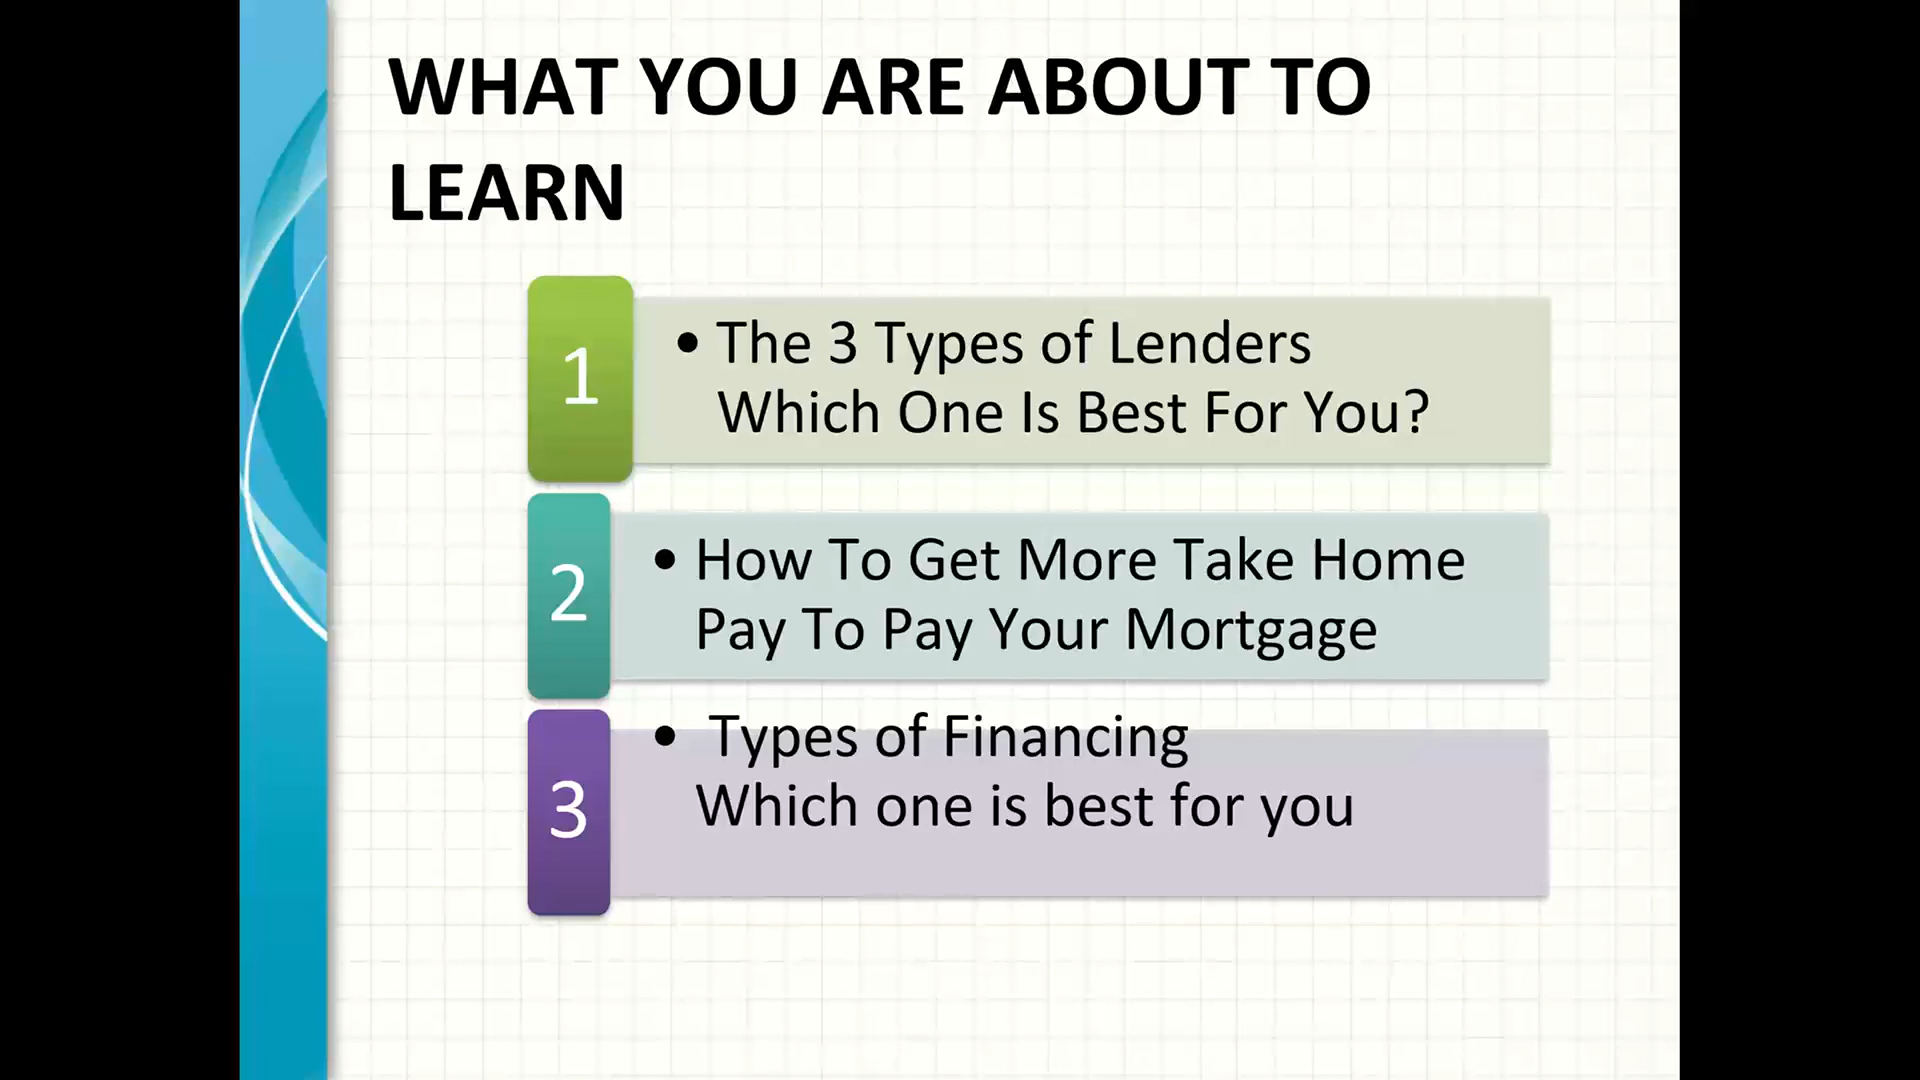 WHAT YOU ARE ABOUT TO
LEARN
1
• The 3 Types of Lenders
Which One Is Best For You?
2
• How To Get More Take Home
Pay To Pay Your Mortgage
3
• Types of Financing
Which one is best for you